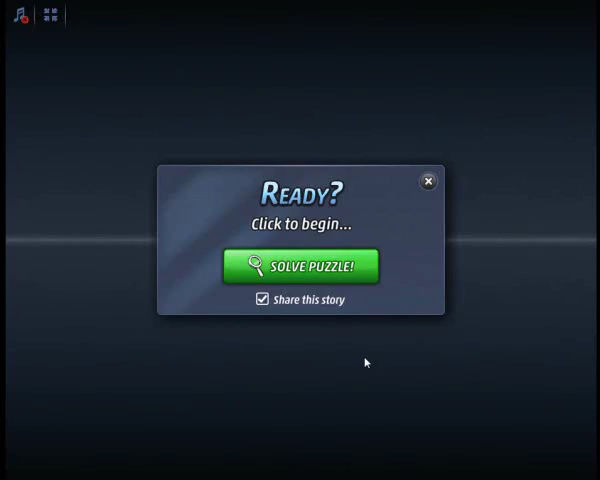 Ready?
Click to begin...
SOLVE PUZZLE!
Share this story